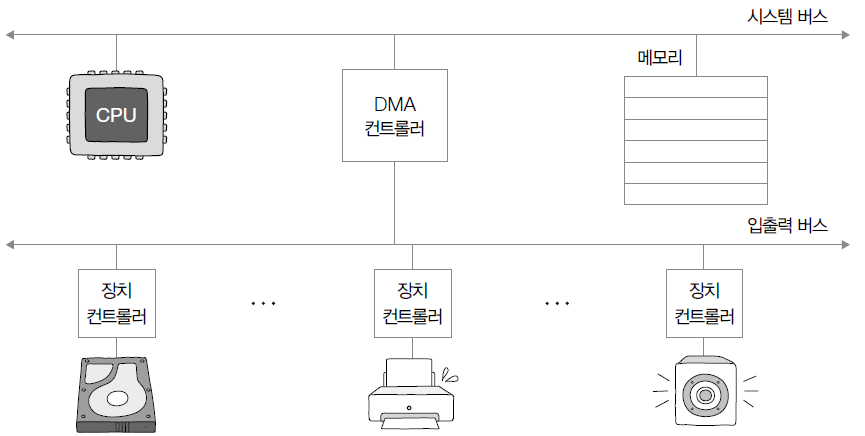 시스템 버스
메모리
CPU
DMA
컨트롤러
입출력 버스
장치
컨트롤러
...
장치
컨트롤러
...
장치
컨트롤러